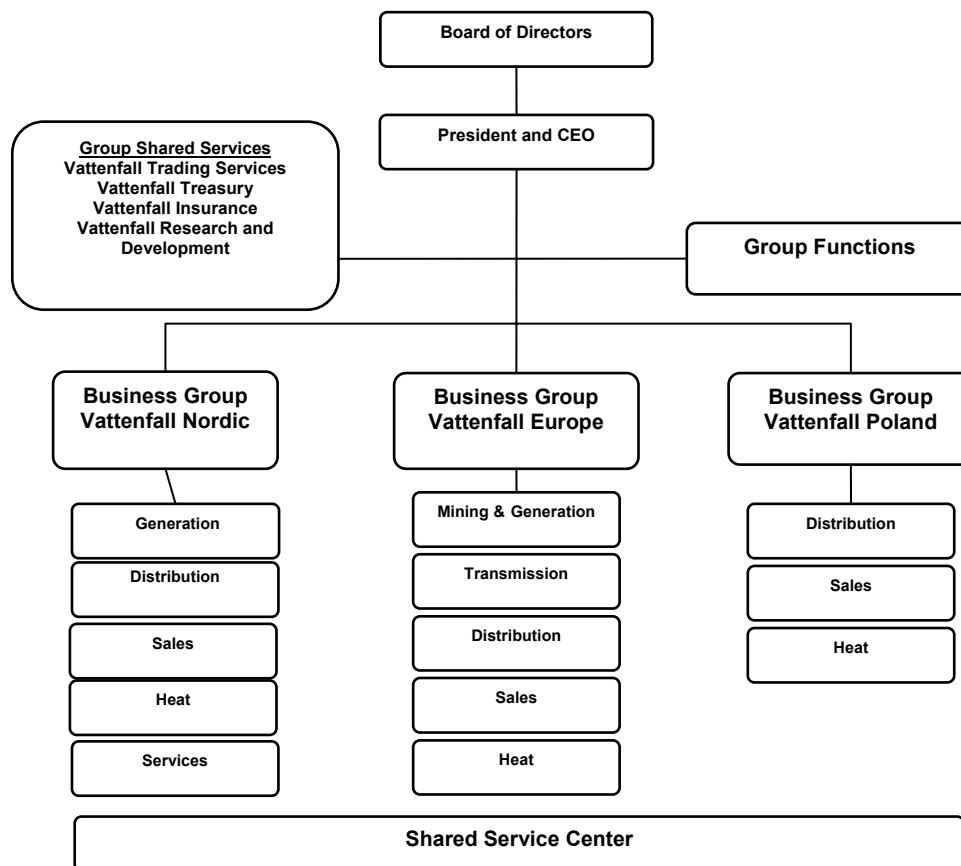 Board of Directors
President and CEO
Group Shared Services
Vattenfall Trading Services
Vattenfall Treasury
Vattenfall Insurance
Vattenfall Research and
Development
Group Functions
Business Group
Vattenfall Nordic
Business Group
Vattenfall Europe
Business Group
Vattenfall Poland
Generation
Distribution
Sales
Heat
Services
Mining & Generation
Transmission
Distribution
Sales
Heat
Distribution
Sales
Heat
Shared Service Center